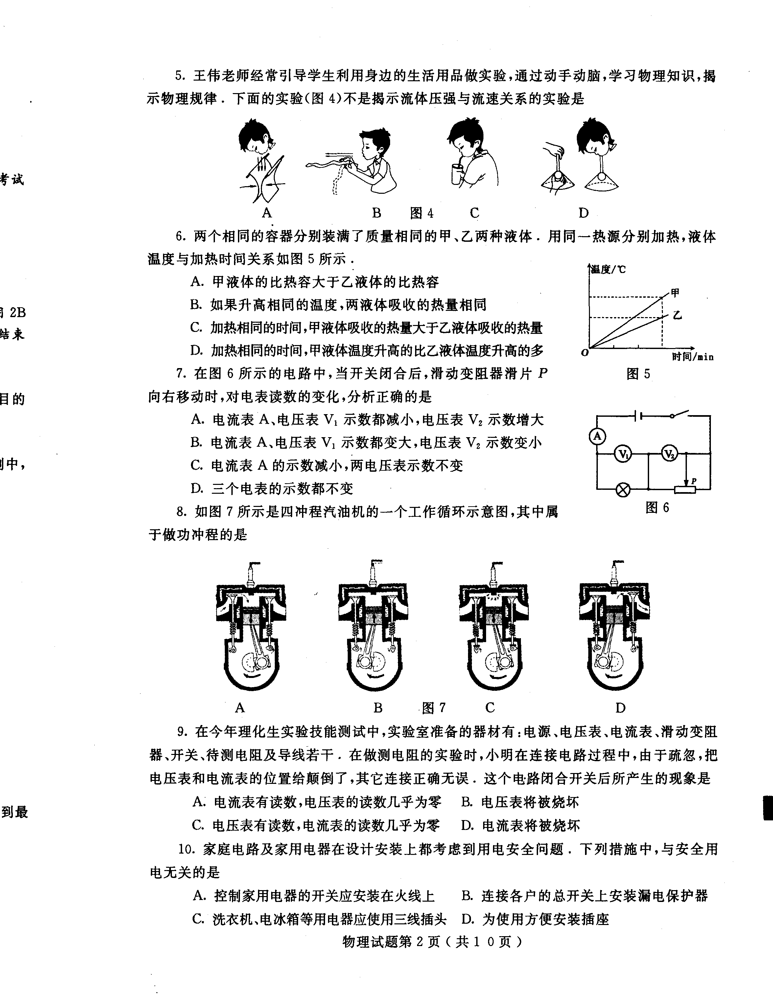 5. 王伟老师经常引导学生利用身边的生活用品做实验,通过动手动脑,学习物理知识,揭
示物理规律．下面的实验(图 4)不是揭示流体压强与流速关系的实验是
A B 图 4 C D
6. 两个相同的容器分别装满了质量相同的甲、乙两种液体．用同一热源分别加热,液体
温度与加热时间关系如图 5 所示．
A. 甲液体的比热容大于乙液体的比热容
B. 如果升高相同的温度,两液体吸收的热量相同
C. 加热相同的时间,甲液体吸收的热量大于乙液体吸收的热量
D. 加热相同的时间,甲液体温度升高的比乙液体温度升高的多
温度/℃
甲
乙
O
时间/min
图 5
7. 在图 6 所示的电路中,当开关闭合后,滑动变阻器滑片 P
向右移动时,对电表读数的变化,分析正确的是
A. 电流表 A、电压表 V₁ 示数都减小,电压表 V₂ 示数增大
B. 电流表 A、电压表 V₁ 示数都变大,电压表 V₂ 示数变小
C. 电流表 A 的示数减小,两电压表示数不变
D. 三个电表的示数都不变
A
V₁ V₂
P
图 6
8. 如图 7 所示是四冲程汽油机的一个工作循环示意图,其中属
于做功冲程的是
A B 图 7 C D
9. 在今年理化生实验技能测试中,实验室准备的器材有:电源、电压表、电流表、滑动变阻
器、开关、待测电阻及导线若干．在做测电阻的实验时,小明在连接电路过程中,由于疏忽,把
电压表和电流表的位置给颠倒了,其它连接正确无误．这个电路闭合开关后所产生的现象是
A. 电流表有读数,电压表的读数几乎为零 B. 电压表将被烧坏
C. 电压表有读数,电流表的读数几乎为零 D. 电流表将被烧坏
10. 家庭电路及家用电器在设计安装上都考虑到用电安全问题．下列措施中,与安全用
电无关的是
A. 控制家用电器的开关应安装在火线上 B. 连接各户的总开关上安装漏电保护器
C. 洗衣机、电冰箱等用电器应使用三线插头 D. 为使用方便安装插座
物理试题第 2 页 ( 共 1 0 页 )
考试
2B
结束
目的
中,
到最